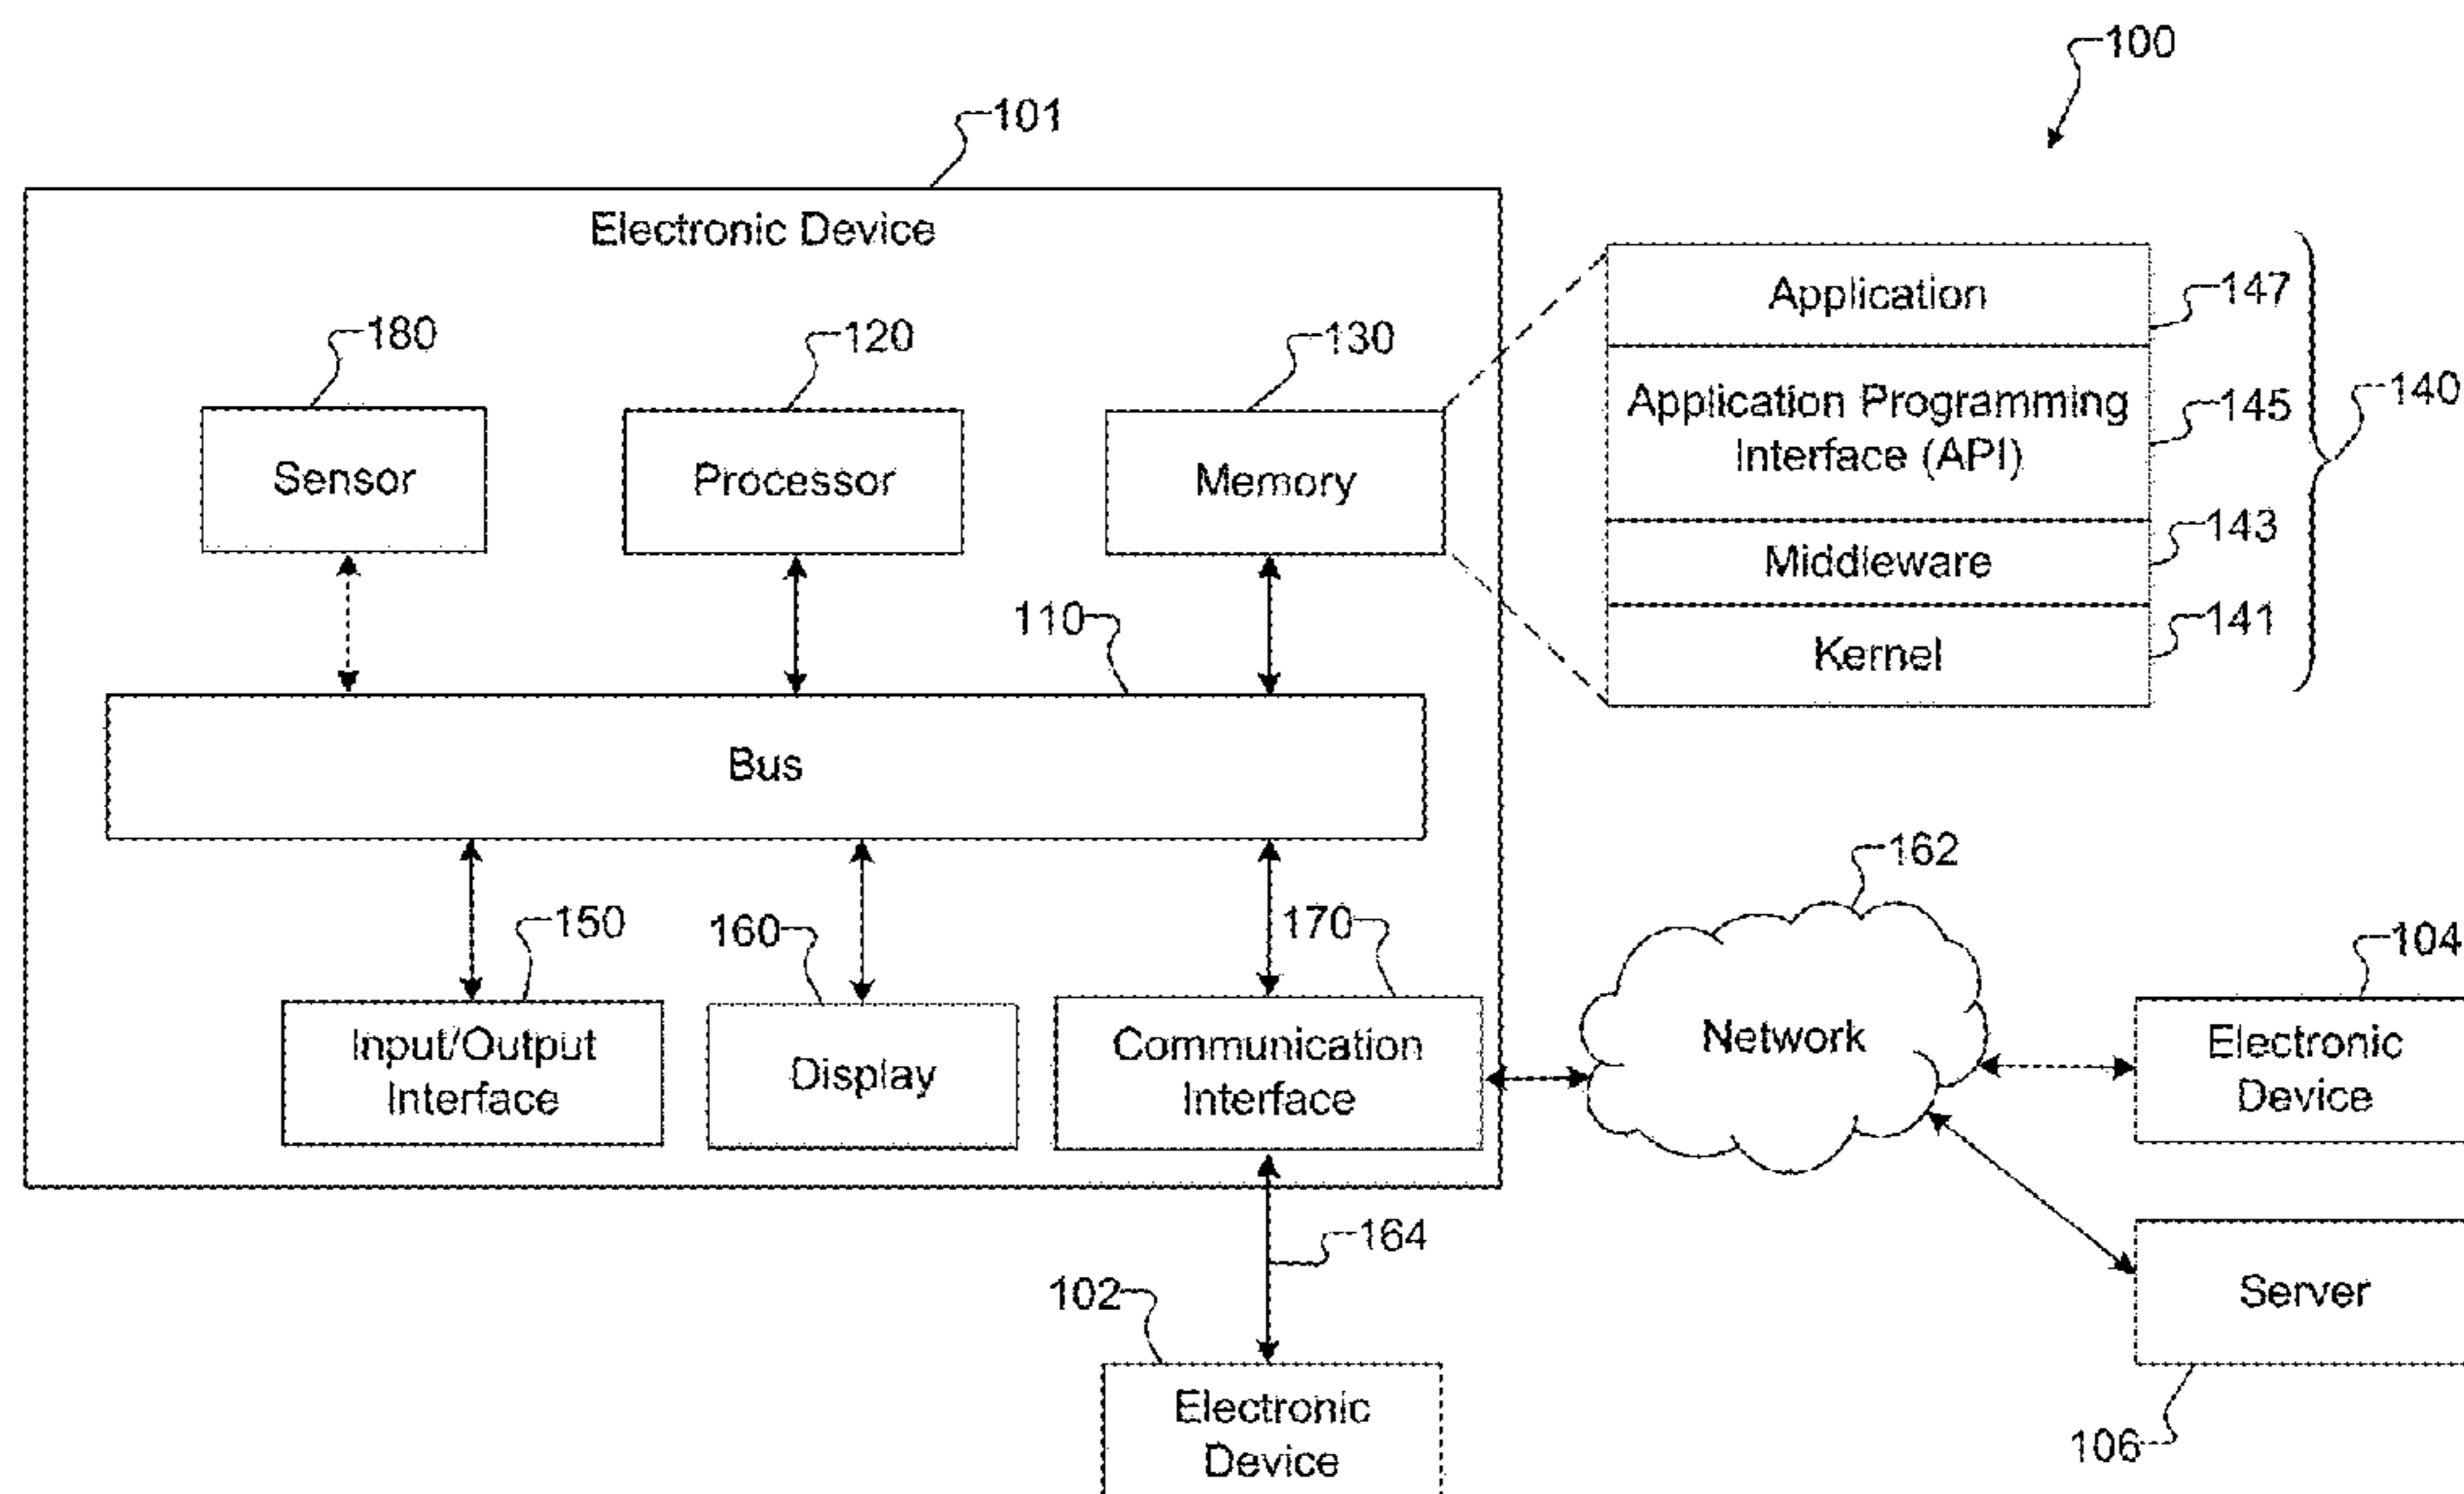 100
101
Electronic Device
180
120
130
Sensor
Processor
Memory
Application
147
Application Programming
Interface (API)
145
140
Middleware
143
Kernel
141
110
Bus
150
160
170
Input/Output
Interface
Display
Communication
Interface
162
Network
104
Electronic
Device
164
102
Electronic
Device
Server
106